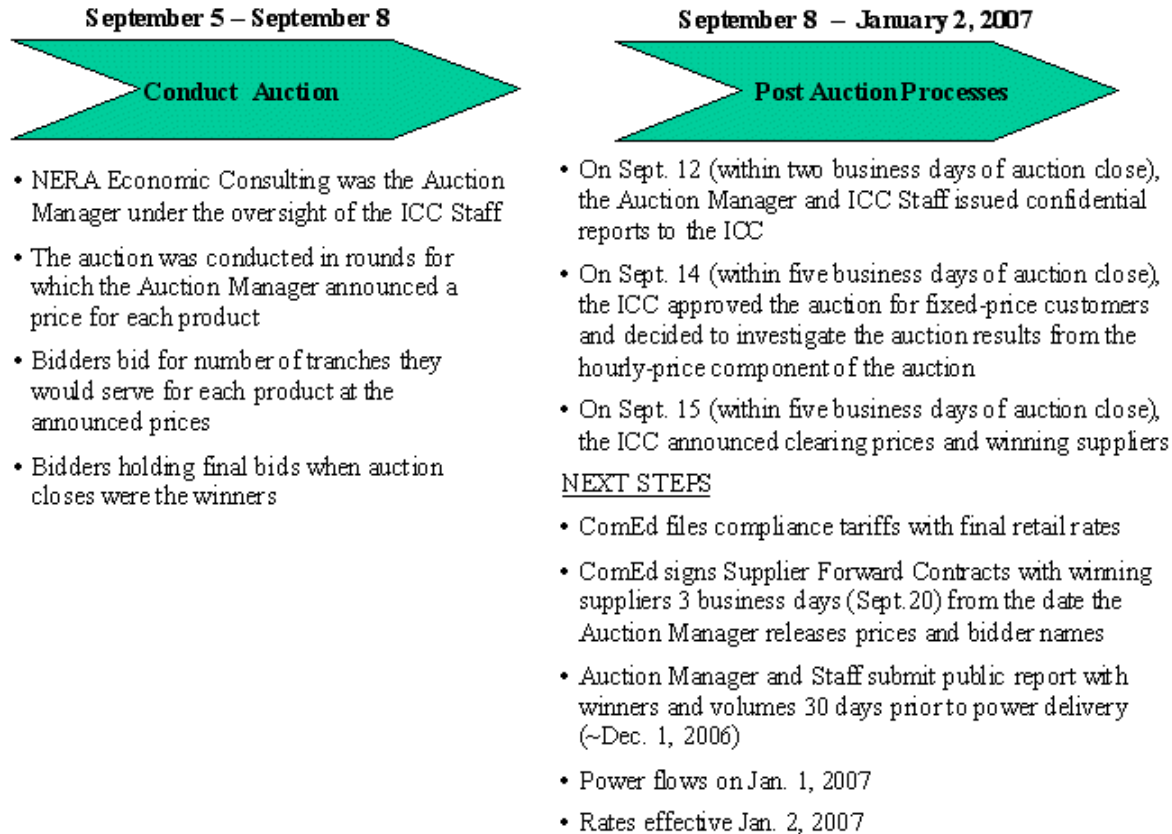 September 5 – September 8
Conduct Auction
• NERA Economic Consulting was the Auction
Manager under the oversight of the ICC Staff
• The auction was conducted in rounds for
which the Auction Manager announced a
price for each product
• Bidders bid for number of tranches they
would serve for each product at the
announced prices
• Bidders holding final bids when auction
closes were the winners
September 8 – January 2, 2007
Post Auction Processes
• On Sept. 12 (within two business days of auction close),
the Auction Manager and ICC Staff issued confidential
reports to the ICC
• On Sept. 14 (within five business days of auction close),
the ICC approved the auction for fixed-price customers
and decided to investigate the auction results from the
hourly-price component of the auction
• On Sept. 15 (within five business days of auction close),
the ICC announced clearing prices and winning suppliers
NEXT STEPS
• ComEd files compliance tariffs with final retail rates
• ComEd signs Supplier Forward Contracts with winning
suppliers 3 business days (Sept.20) from the date the
Auction Manager releases prices and bidder names
• Auction Manager and Staff submit public report with
winners and volumes 30 days prior to power delivery
(~Dec. 1, 2006)
• Power flows on Jan. 1, 2007
• Rates effective Jan. 2, 2007